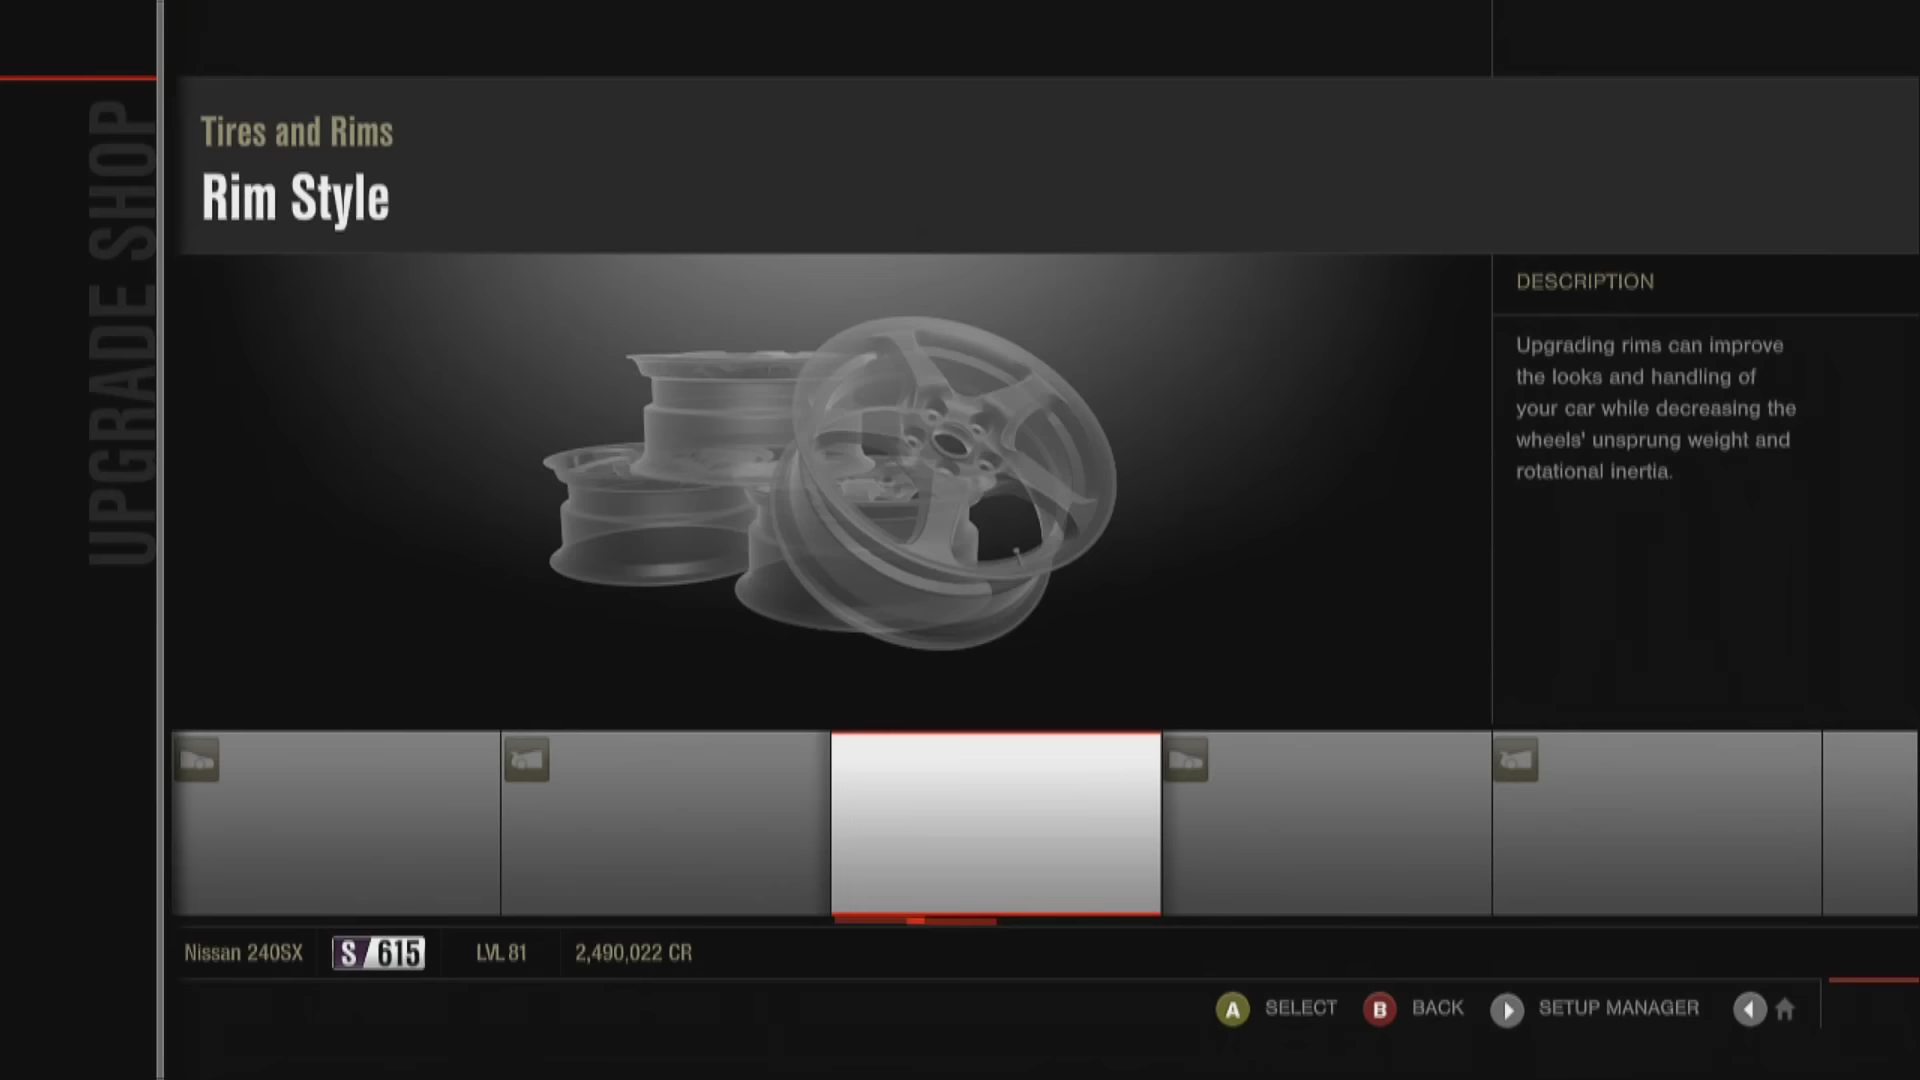 UPGRADE SHOP
Tires and Rims
Rim Style
DESCRIPTION
Upgrading rims can improve
the looks and handling of
your car while decreasing the
wheels' unsprung weight and
rotational inertia.
Nissan 240SX S 615 LVL 81 2,490,022 CR
A SELECT B BACK SETUP MANAGER